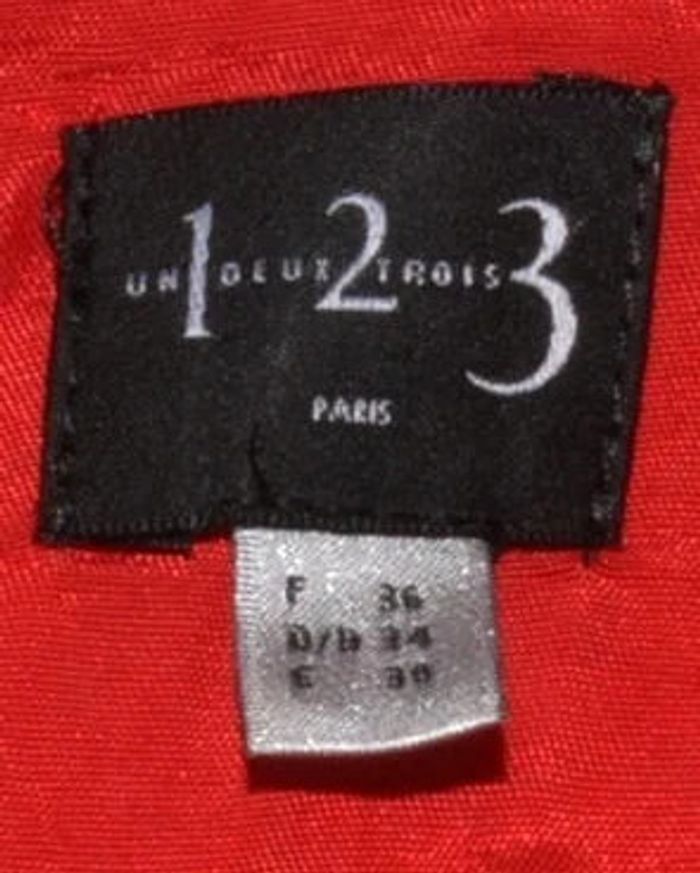 UN 1 DEUX 2 TROIS 3
PARIS
F 36
D/B 34
E 38